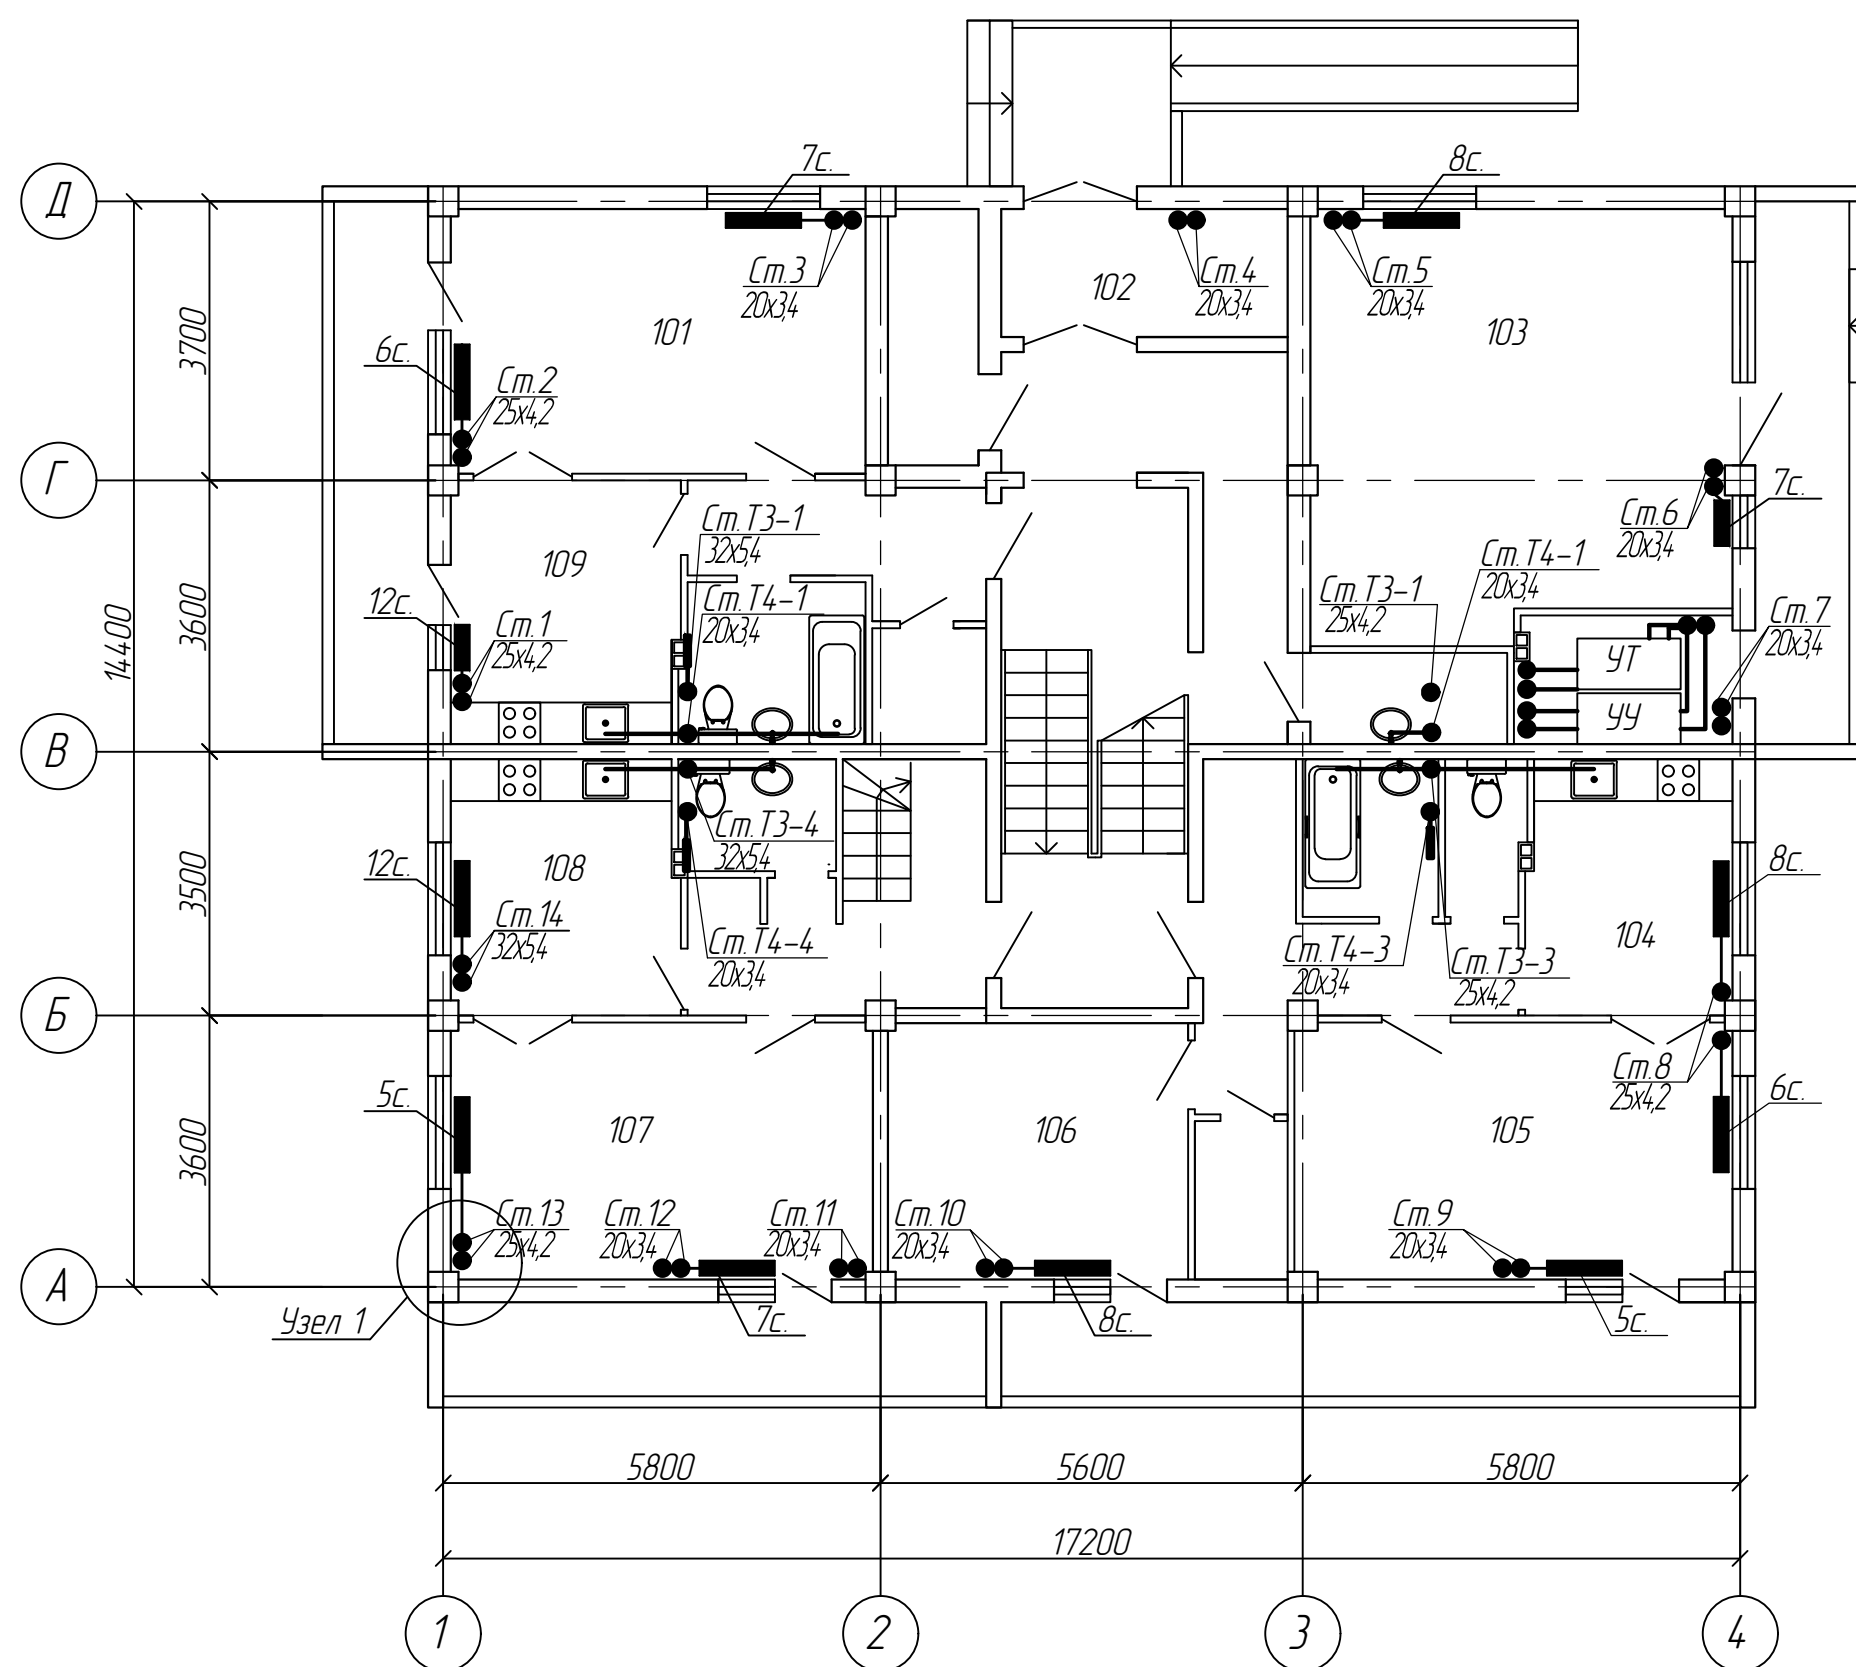 7с.
8с.
Д
Ст.3
20х3,4
102
Ст.4
20х3,4
Ст.5
20х3,4
101
103
3700
6с.
Ст.2
25х4,2
Г
Ст.Т3-1
32х5,4
Ст.6
20х3,4
7с.
109
Ст.Т4-1
20х3,4
Ст.Т3-1
25х4,2
Ст.Т4-1
20х3,4
12с.
Ст.1
25х4,2
Ст.7
20х3,4
14400
3600
УТ
УУ
В
Ст.Т3-4
32х5,4
12с.
108
8с.
3500
Ст.14
32х5,4
Ст.Т4-4
20х3,4
Ст.Т4-3
20х3,4
Ст.Т3-3
25х4,2
104
Б
Ст.8
25х4,2
5с.
6с.
107
106
105
3600
Ст.13
25х4,2
Ст.12
20х3,4
Ст.11
20х3,4
Ст.10
20х3,4
Ст.9
20х3,4
А
Узел 1
7с.
8с.
5с.
5800
5600
5800
17200
1
2
3
4